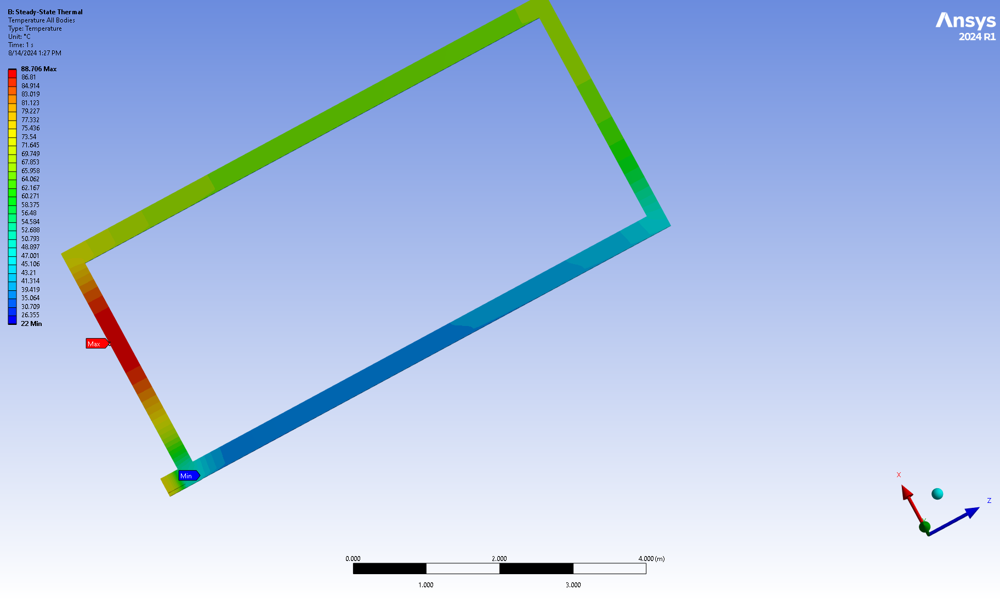 B: Steady-State Thermal
Temperature All Bodies
Type: Temperature
Unit: °C
Time: 1 s
8/14/2024 1:27 PM
Ansys
2024 R1
88.706 Max
86.81
84.914
83.019
81.123
79.227
77.332
75.436
73.54
71.645
69.749
67.853
65.958
64.062
62.167
60.271
58.375
56.48
54.584
52.688
50.793
48.897
47.001
45.106
43.21
41.314
39.419
35.064
30.709
26.355
22 Min
Max
Min
X
Z
Y
0.000 2.000 4.000 (m)
1.000 3.000